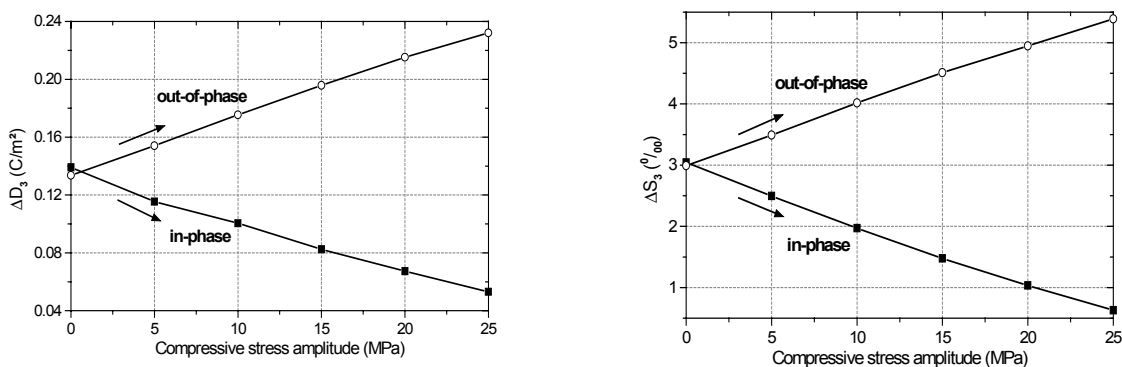 0.24
0.20
0.16
0.12
0.08
0.04
ΔD₃ (C/m²)
out-of-phase
in-phase
0 5 10 15 20 25
Compressive stress amplitude (MPa)
5
4
3
2
1
ΔS₃ (⁰/₀₀)
out-of-phase
in-phase
0 5 10 15 20 25
Compressive stress amplitude (MPa)